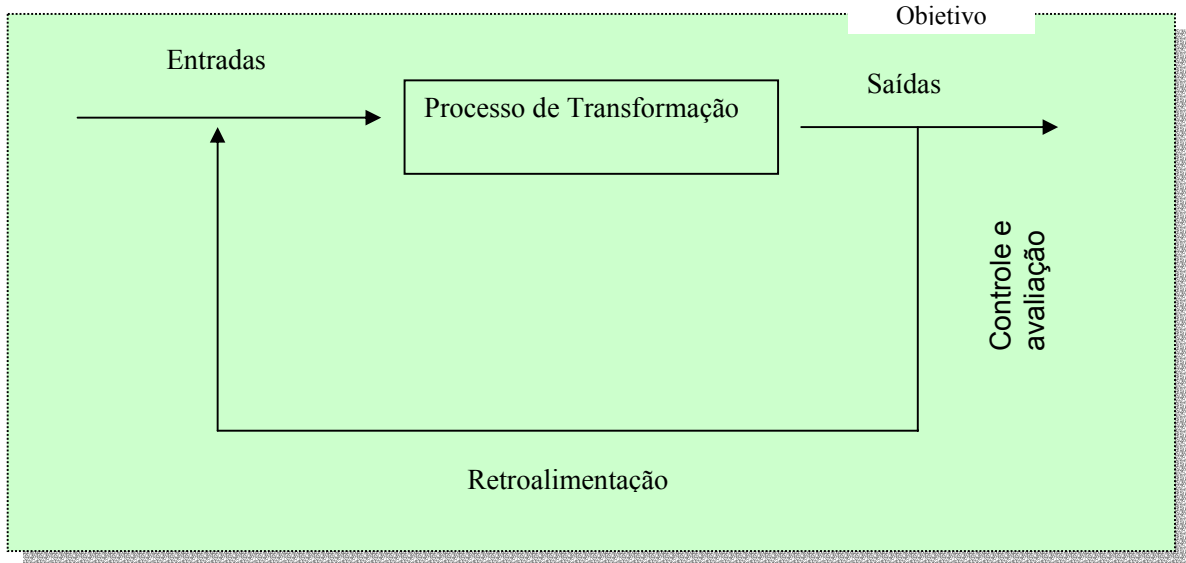 Objetivo
Entradas
Processo de Transformação
Saídas
Controle e
avaliação
Retroalimentação